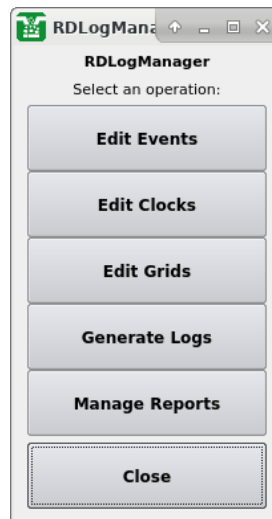 RDLogMana
RDLogManager
Select an operation:
Edit Events
Edit Clocks
Edit Grids
Generate Logs
Manage Reports
Close